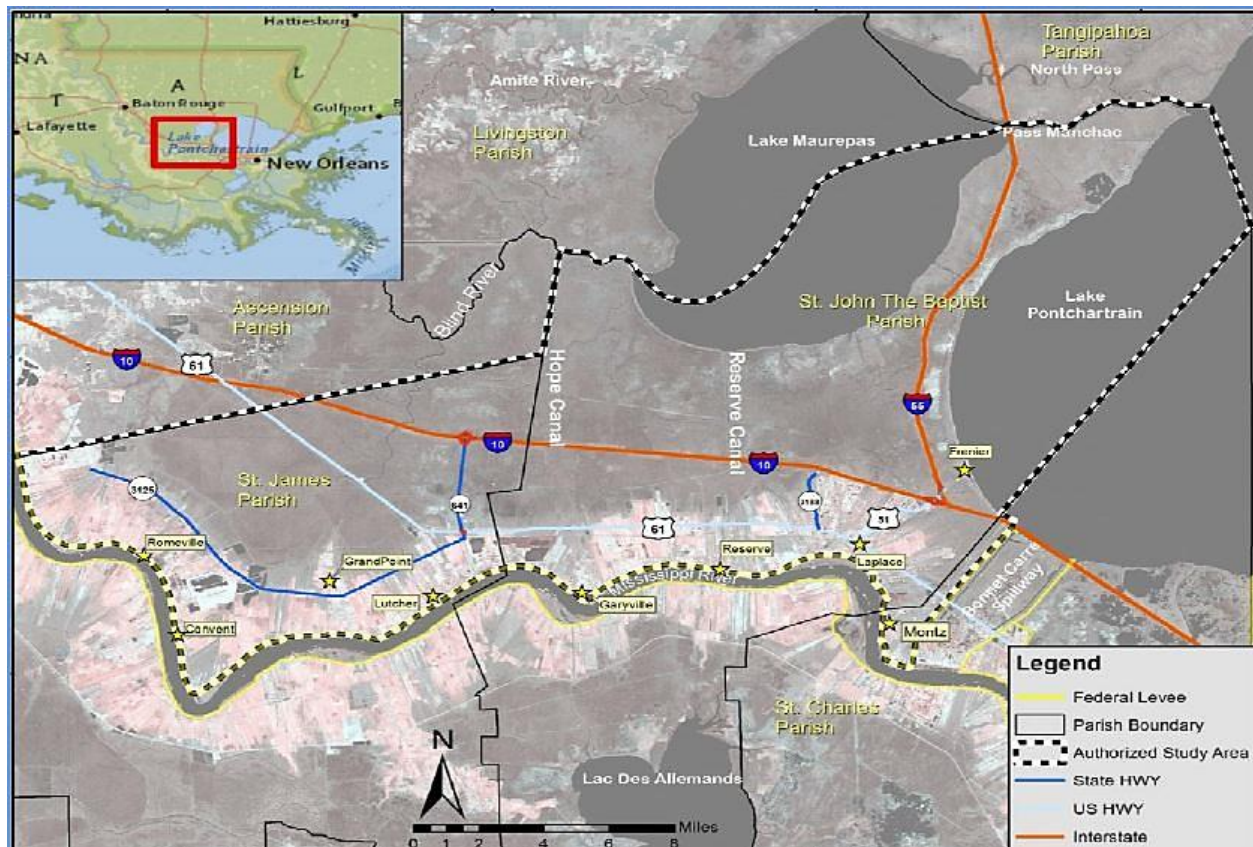 Hattiesburg
NA
A
L
T
Baton Rouge
Gulfport
Lafayette
Lake
Pontchartrain
New Orleans
Tangipahoa
Parish
North Pass
Amite River
Livingston
Parish
Lake Maurepas
Pass Manchac
Blind River
Ascension
Parish
St. John The Baptist
Parish
Lake
Pontchartrain
10
61
Hope Canal
Reserve Canal
55
10
10
Frenier
3125
St. James
Parish
641
3188
61
51
Romeville
GrandPoint
Reserve
Laplace
Lutcher
Mississippi River
Garyville
Convent
Montz
Bonnet Carre
Spillway
St. Charles
Parish
Lac Des Allemands
N
0 1 2 4 6 8
Miles
Legend
Federal Levee
Parish Boundary
Authorized Study Area
State HWY
US HWY
Interstate